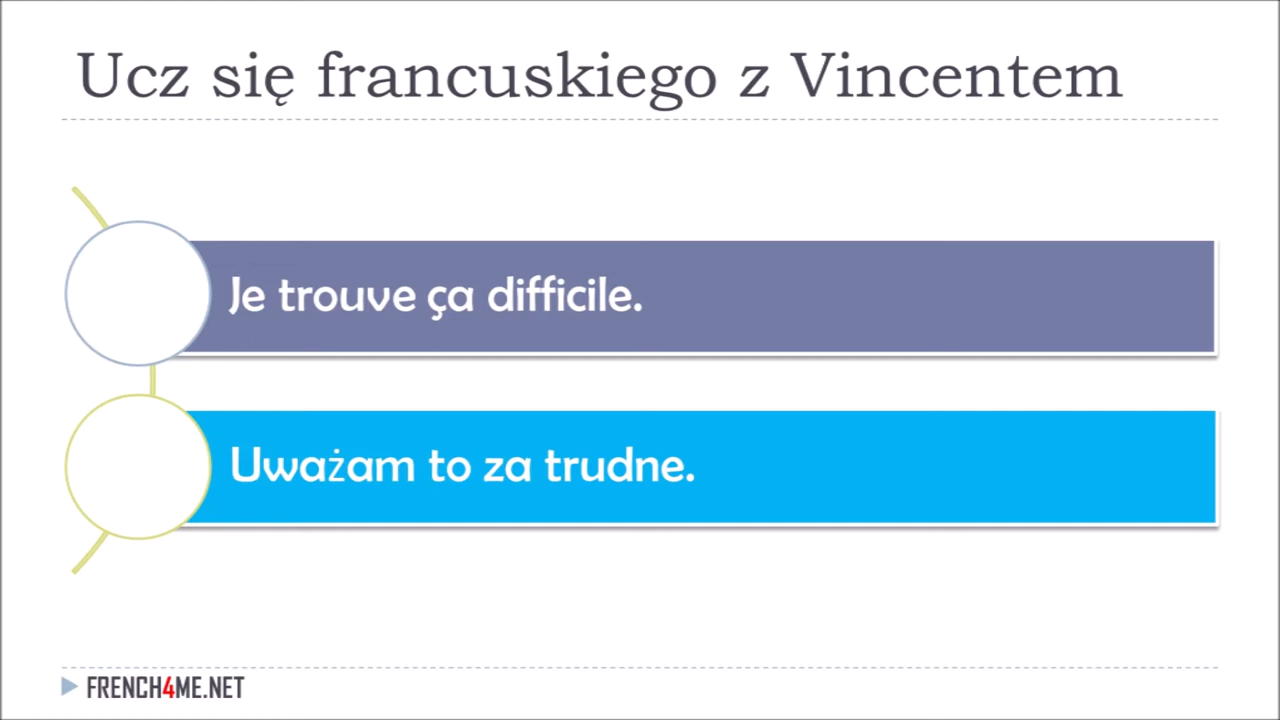 Ucz się francuskiego z Vincentem
Je trouve ça difficile.
Uważam to za trudne.
FRENCH4ME.NET